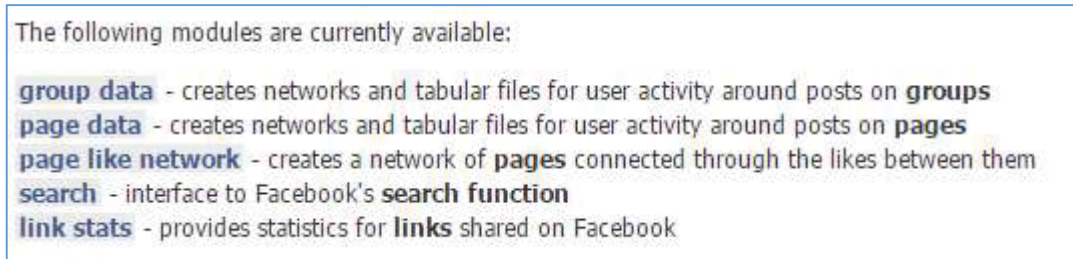 The following modules are currently available:
group data - creates networks and tabular files for user activity around posts on groups
page data - creates networks and tabular files for user activity around posts on pages
page like network - creates a network of pages connected through the likes between them
search - interface to Facebook's search function
link stats - provides statistics for links shared on Facebook